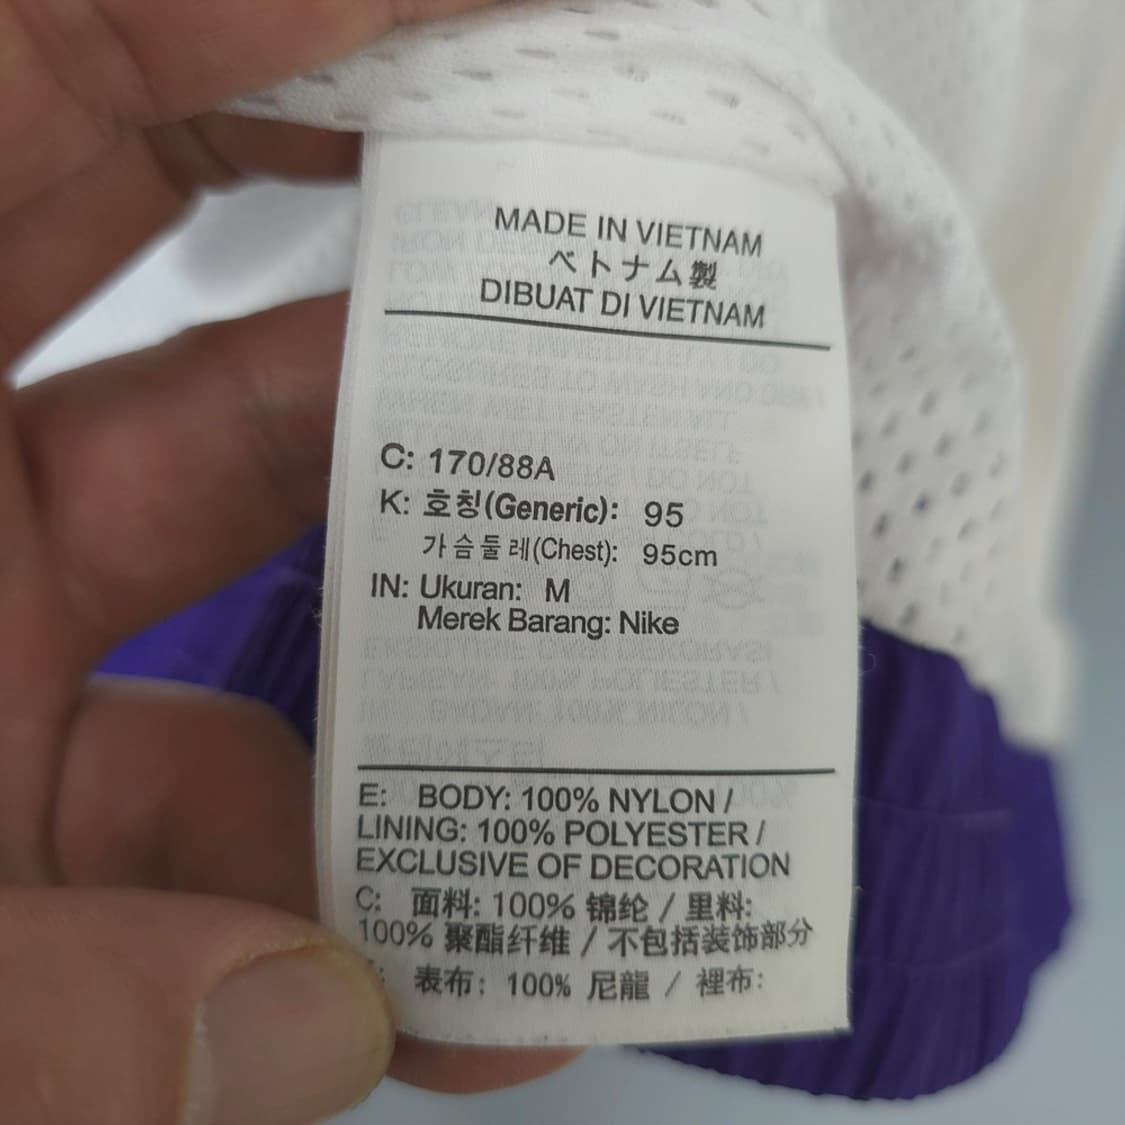 MADE IN VIETNAM
ベトナム製
DIBUAT DI VIETNAM
C: 170/88A
K: 호칭(Generic): 95
가슴둘레(Chest): 95cm
IN: Ukuran: M
Merek Barang: Nike
E: BODY: 100% NYLON /
LINING: 100% POLYESTER /
EXCLUSIVE OF DECORATION
C: 面料: 100% 锦纶 / 里料:
100% 聚酯纤维 / 不包括装饰部分
表布: 100% 尼龍 / 裡布: